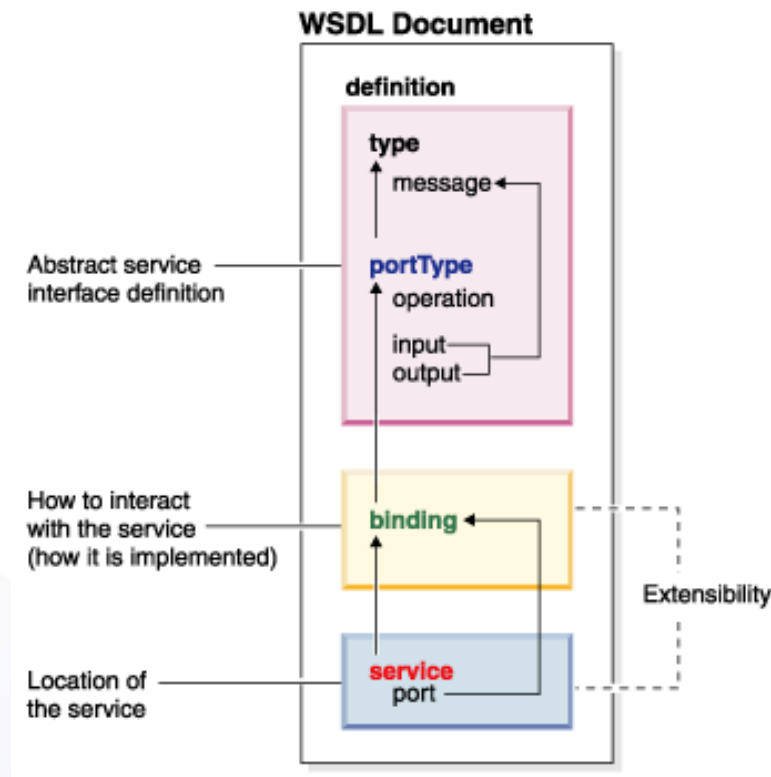 WSDL Document
definition
type
message
Abstract service
interface definition
portType
operation
input
output
How to interact
with the service
(how it is implemented)
binding
Extensibility
Location of
the service
service
port